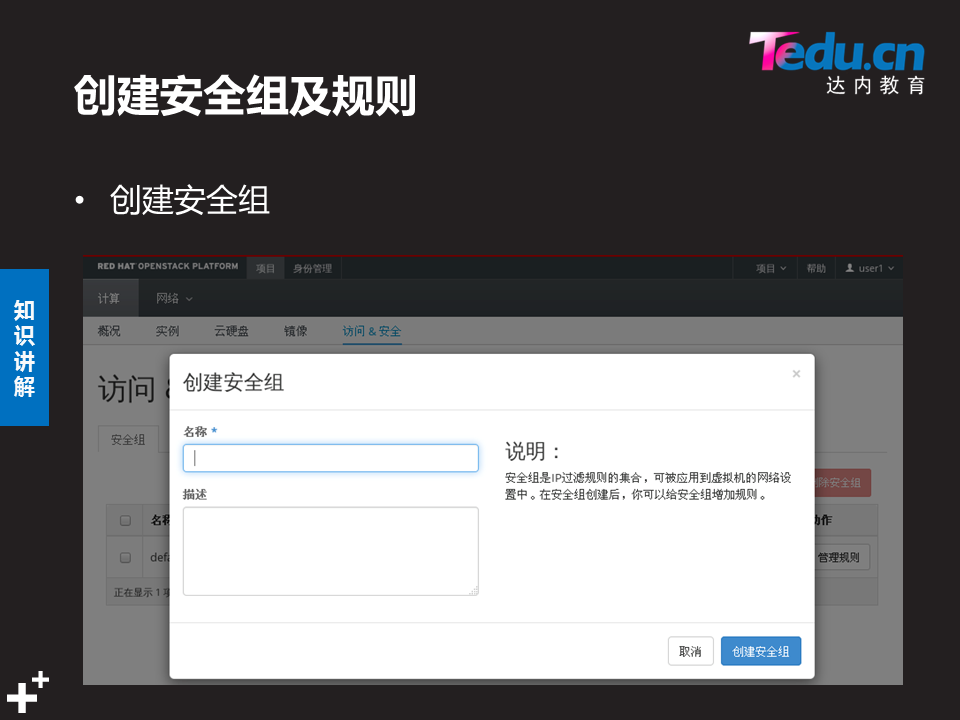 Tedu.cn
达内教育
创建安全组及规则
• 创建安全组
知识讲解
RED HAT OPENSTACK PLATFORM 项目 身份管理 项目 帮助 user1
计算 网络
概况 实例 云硬盘 镜像 访问 & 安全
访问 &
安全组
删除安全组
名称
动作
defa
管理规则
正在显示 1 项
创建安全组 ×
名称 *
描述
说明：
安全组是IP过滤规则的集合，可被应用到虚拟机的网络设
置中。在安全组创建后，你可以给安全组增加规则。
取消 创建安全组